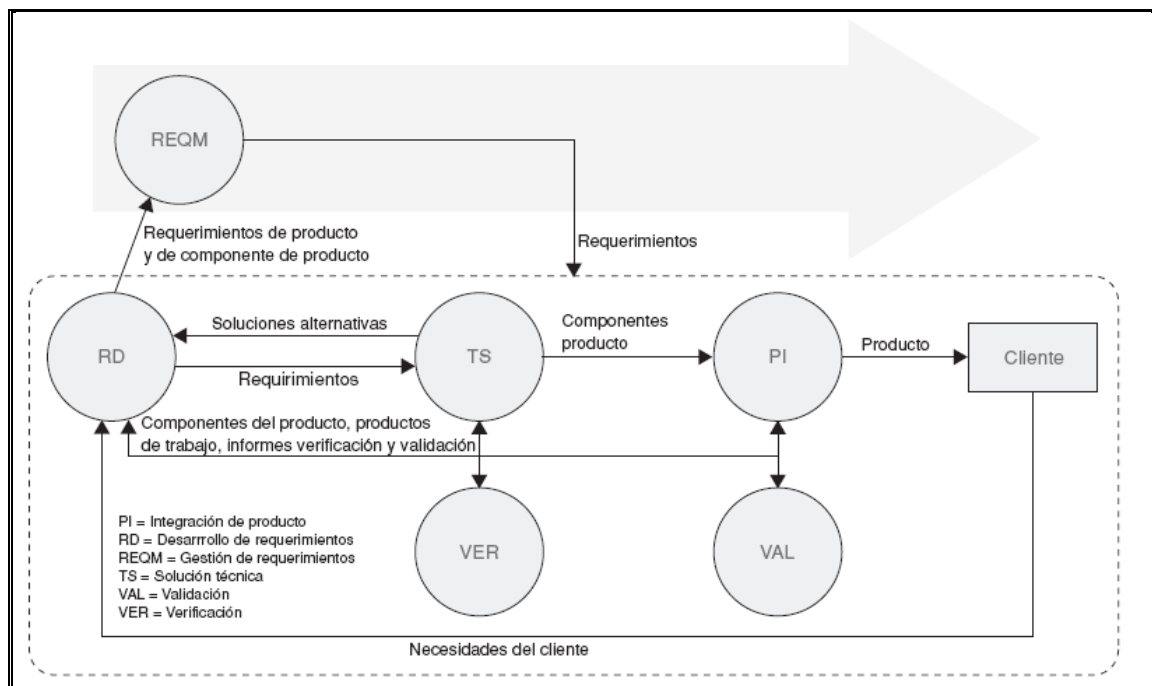 REQM
Requerimientos de producto
y de componente de producto
Requerimientos
RD
Soluciones alternativas
Requirimientos
TS
Componentes
producto
PI
Producto
Cliente
Componentes del producto, productos
de trabajo, informes verificación y validación
PI = Integración de producto
RD = Desarrollo de requerimientos
REQM = Gestión de requerimientos
TS = Solución técnica
VAL = Validación
VER = Verificación
VER
VAL
Necesidades del cliente